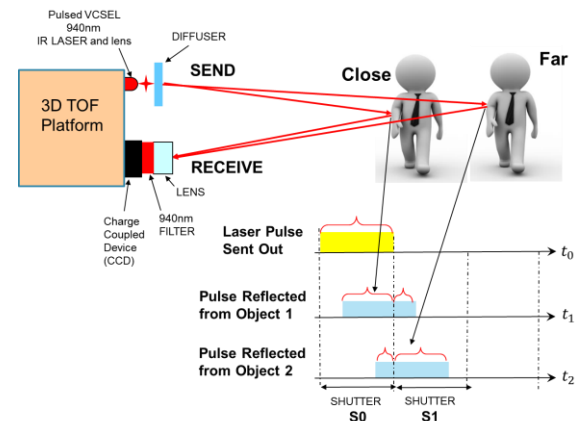 Pulsed VCSEL
940nm
IR LASER and lens
DIFFUSER
SEND
Close
Far
3D TOF
Platform
RECEIVE
LENS
940nm
FILTER
Charge
Coupled
Device
(CCD)
Laser Pulse
Sent Out
t₀
Pulse Reflected
from Object 1
t₁
Pulse Reflected
from Object 2
t₂
SHUTTER
S0
SHUTTER
S1